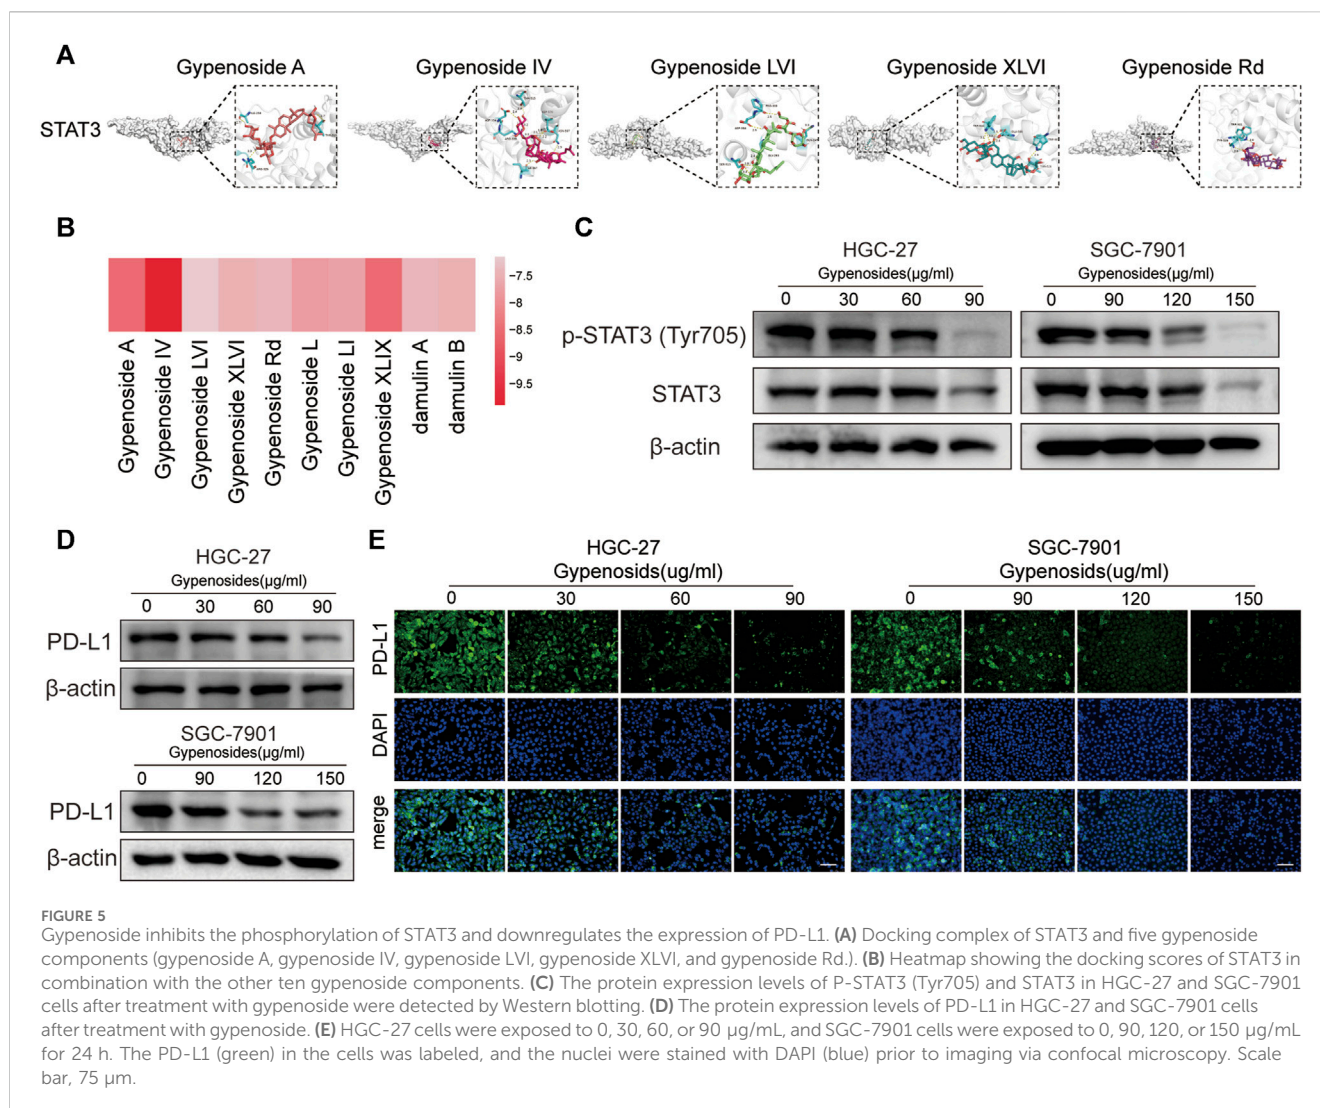 A
Gypenoside A
Gypenoside IV
Gypenoside LVI
Gypenoside XLVI
Gypenoside Rd
STAT3
B
−7.5
−8
−8.5
−9.5
Gypenoside A
Gypenoside IV
Gypenoside LVI
Gypenoside XLVI
Gypenoside Rd
Gypenoside L
Gypenoside LI
Gypenoside XLIX
damulin A
damulin B
C
HGC-27
SGC-7901
Gypenosides(μg/ml)
Gypenosides(μg/ml)
0 30 60 90
0 90 120 150
p-STAT3 (Tyr705)
STAT3
β-actin
D
HGC-27
Gypenosides(μg/ml)
0 30 60 90
PD-L1
β-actin
SGC-7901
Gypenosides(μg/ml)
0 90 120 150
PD-L1
β-actin
E
HGC-27
SGC-7901
Gypenosids(ug/ml)
Gypenosids(ug/ml)
0 30 60 90
0 90 120 150
PD-L1
DAPI
merge
FIGURE 5
Gypenoside inhibits the phosphorylation of STAT3 and downregulates the expression of PD-L1. (A) Docking complex of STAT3 and five gypenoside
components (gypenoside A, gypenoside IV, gypenoside LVI, gypenoside XLVI, and gypenoside Rd.). (B) Heatmap showing the docking scores of STAT3 in
combination with the other ten gypenoside components. (C) The protein expression levels of P-STAT3 (Tyr705) and STAT3 in HGC-27 and SGC-7901
cells after treatment with gypenoside were detected by Western blotting. (D) The protein expression levels of PD-L1 in HGC-27 and SGC-7901 cells
after treatment with gypenoside. (E) HGC-27 cells were exposed to 0, 30, 60, or 90 μg/mL, and SGC-7901 cells were exposed to 0, 90, 120, or 150 μg/mL
for 24 h. The PD-L1 (green) in the cells was labeled, and the nuclei were stained with DAPI (blue) prior to imaging via confocal microscopy. Scale
bar, 75 μm.